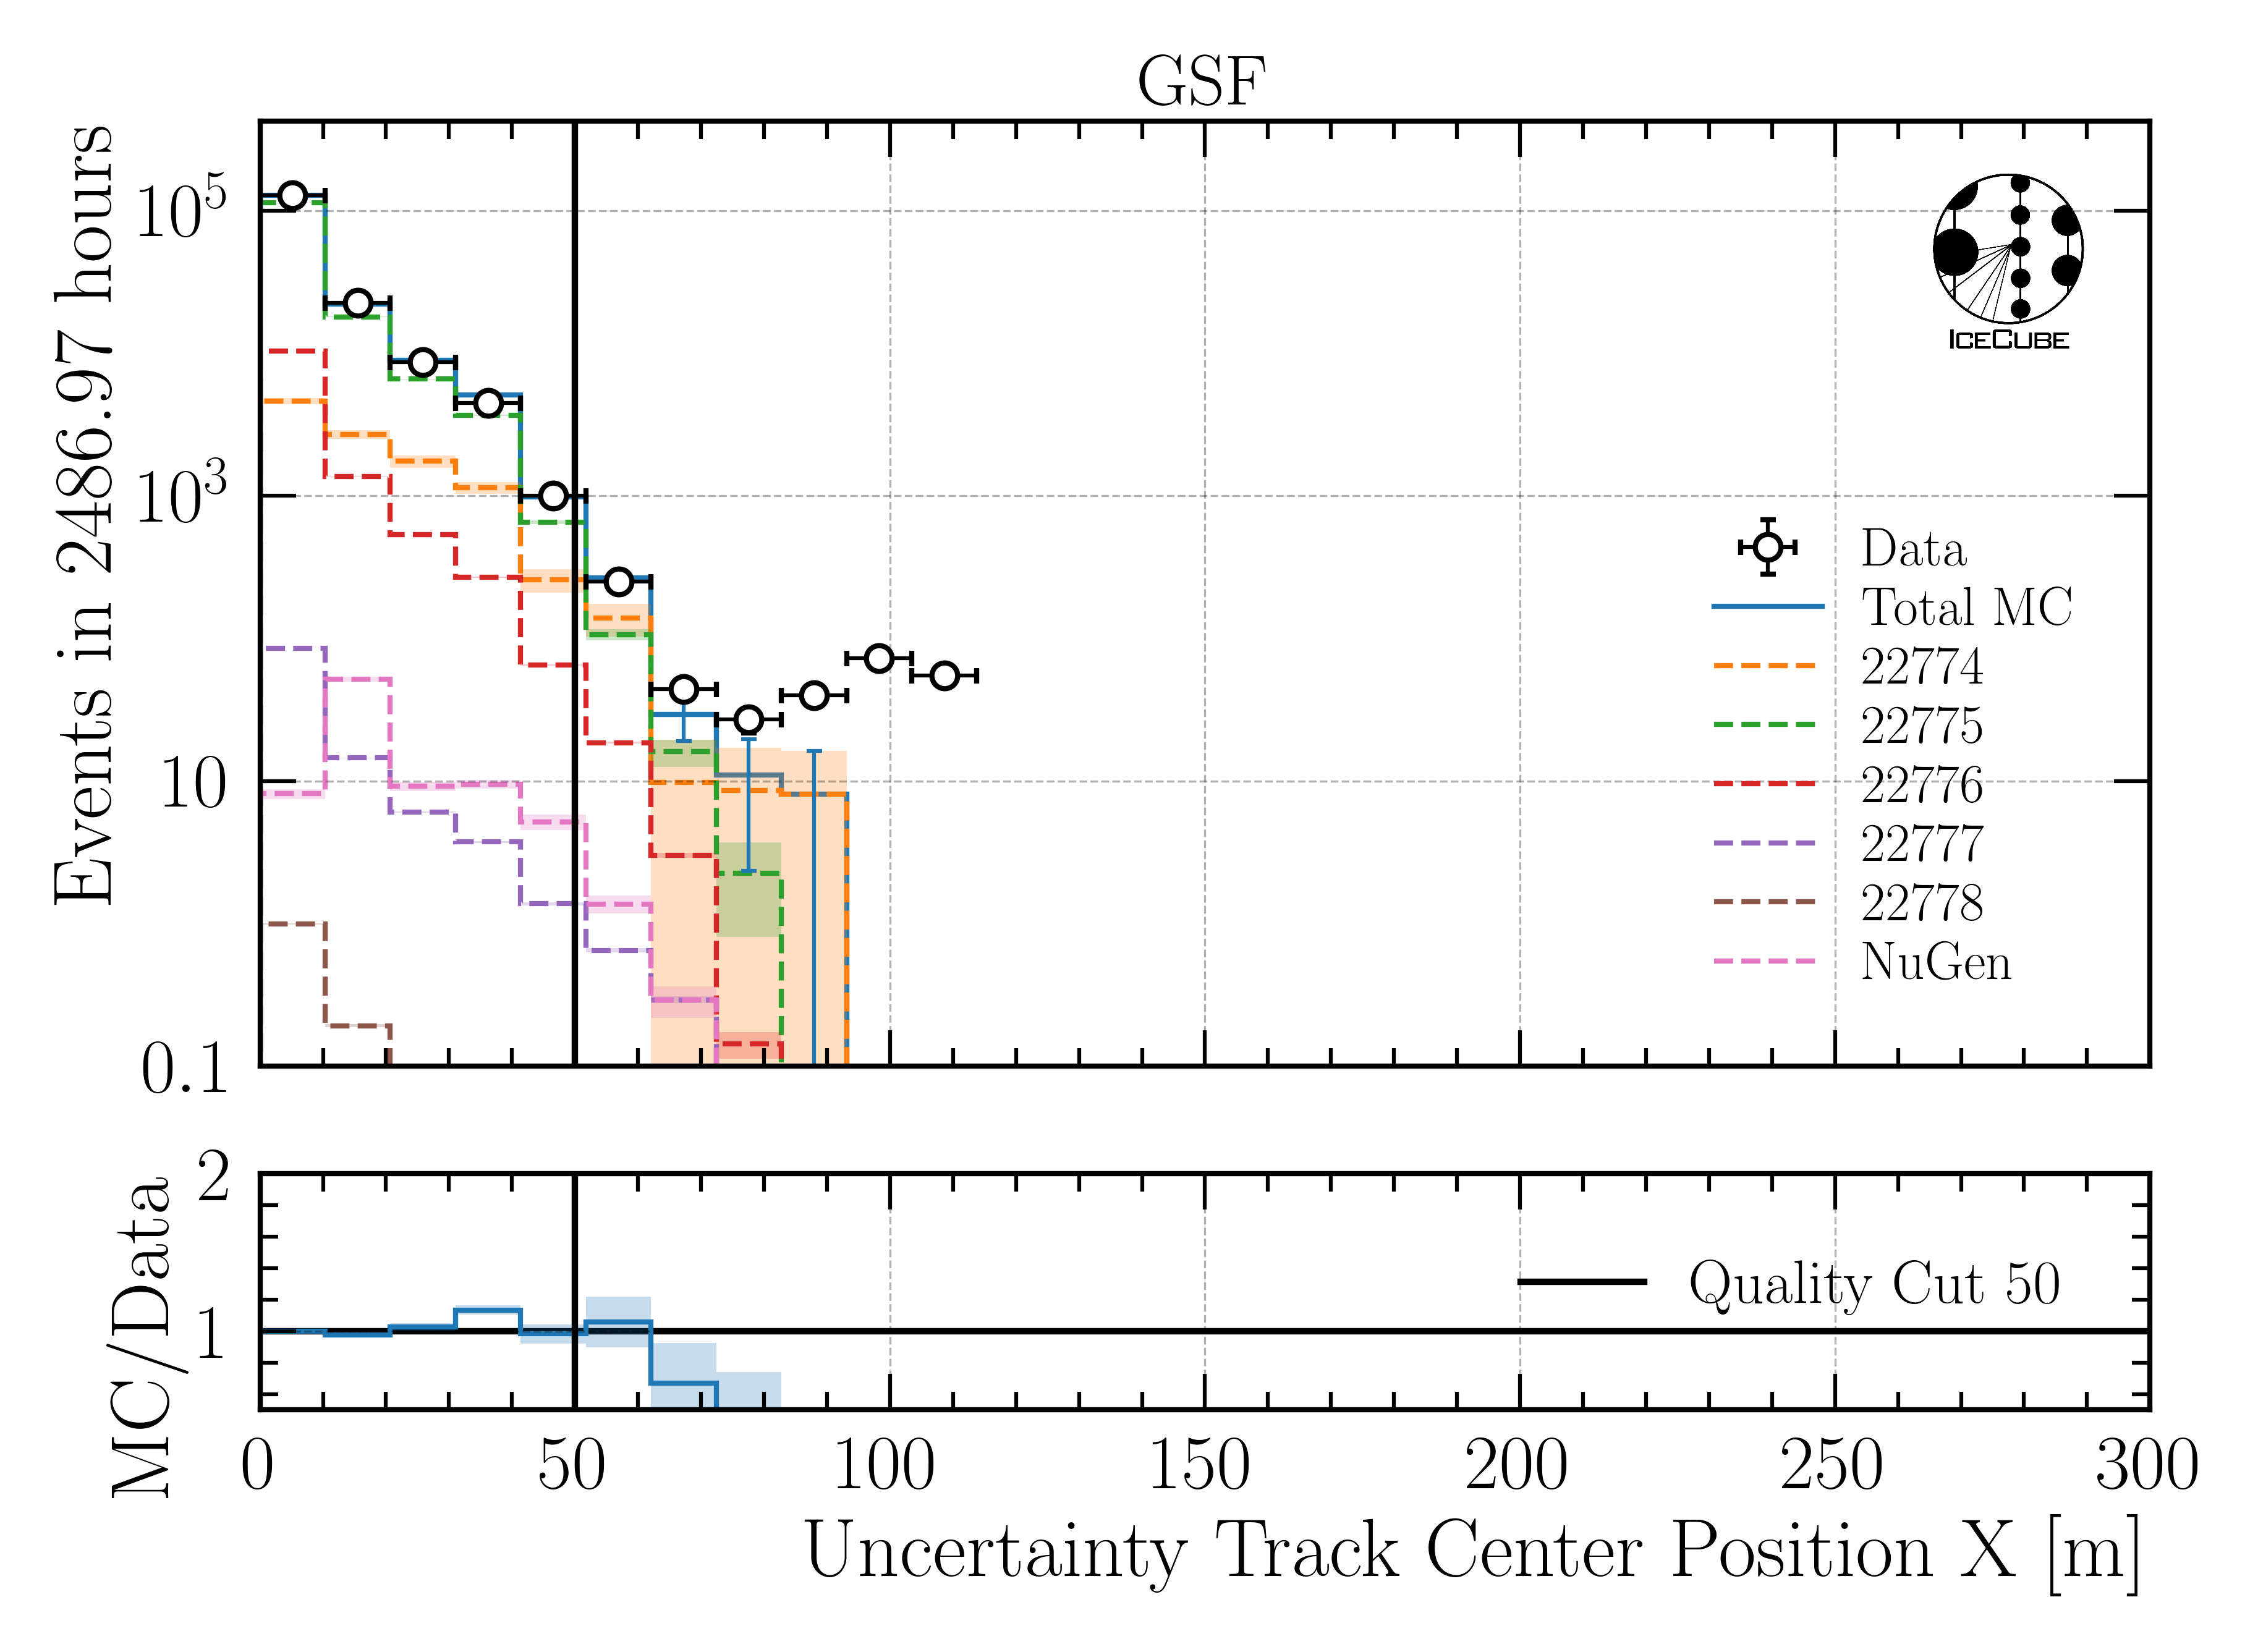 GSF
Events in 2486.97 hours
10^5
10^3
10
0.1
ICECUBE
Data
Total MC
22774
22775
22776
22777
22778
NuGen
MC/Data
2
1
Quality Cut 50
0 50 100 150 200 250 300
Uncertainty Track Center Position X [m]